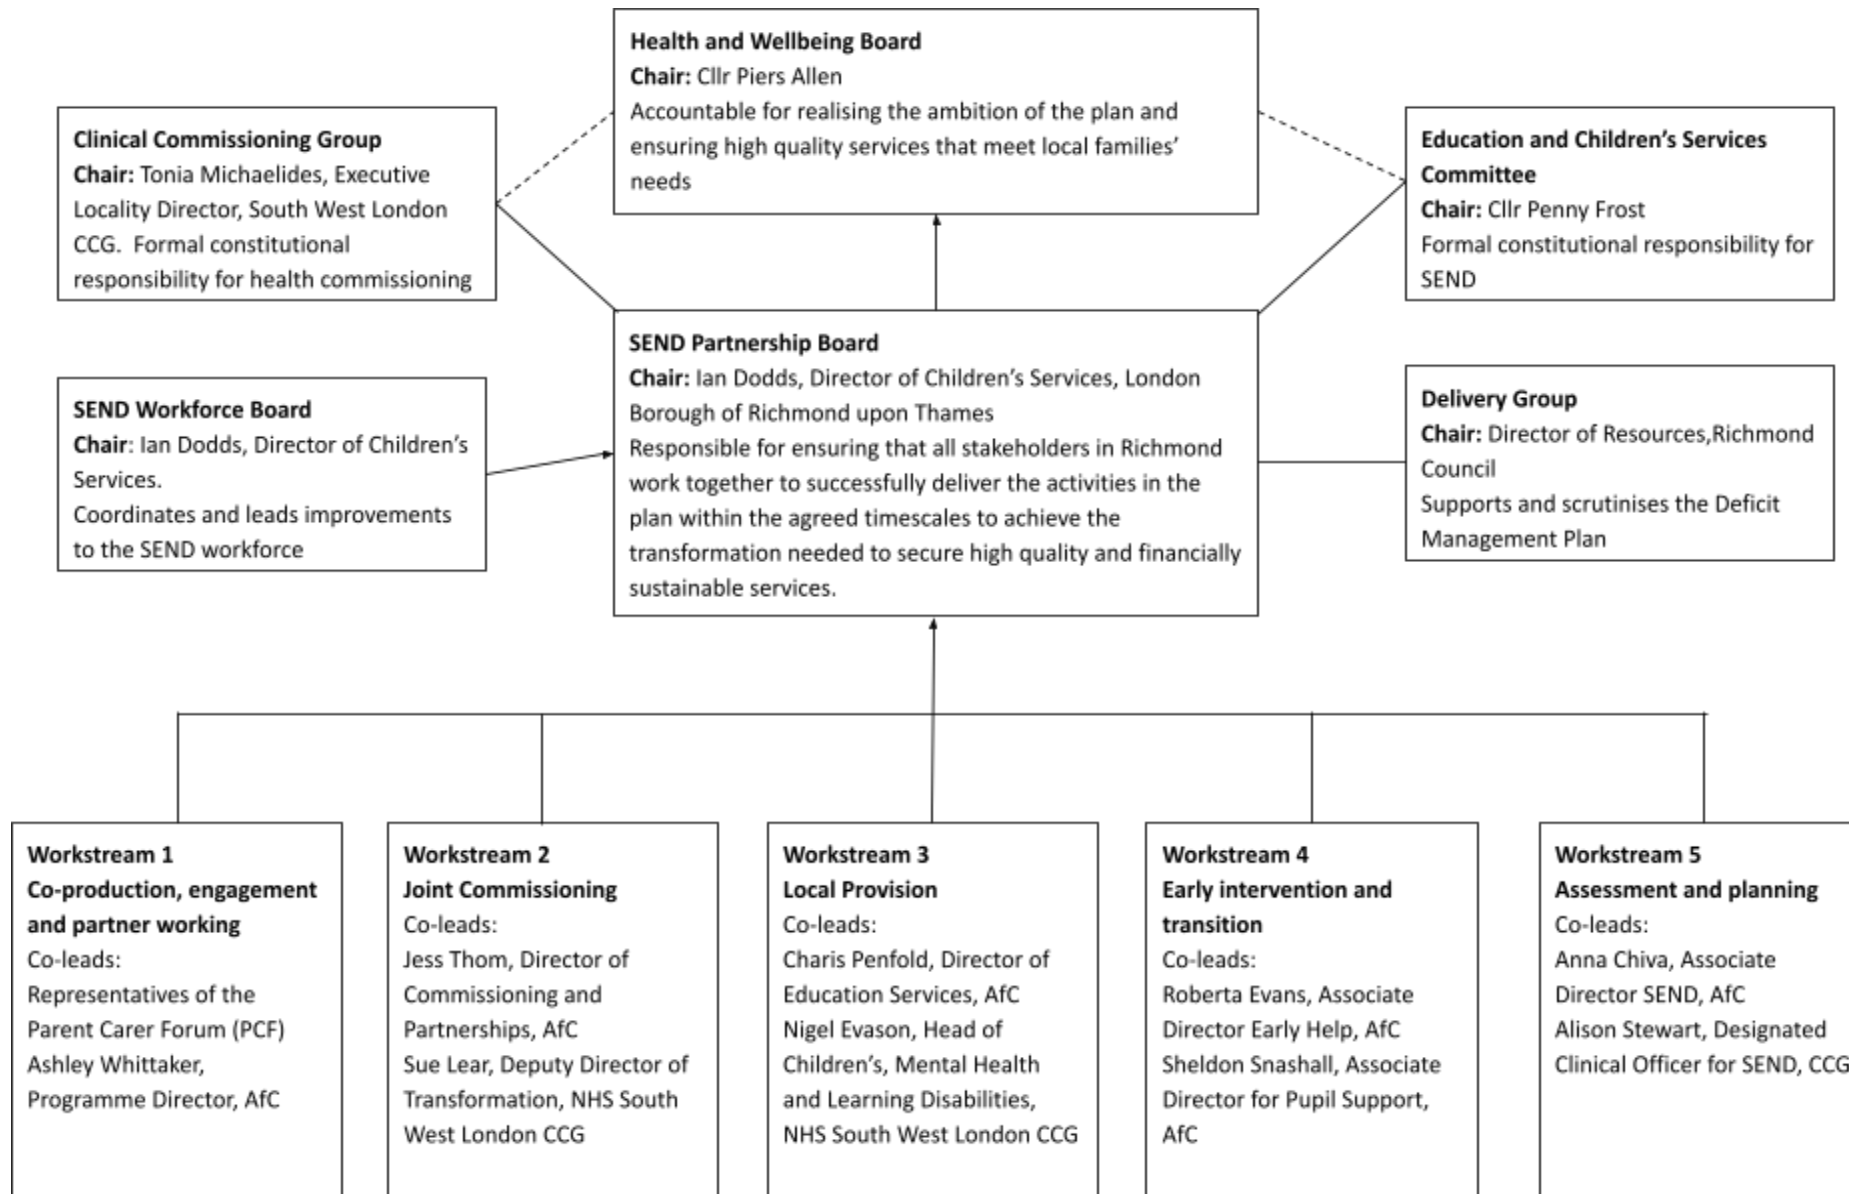 Health and Wellbeing Board
Chair: Cllr Piers Allen
Accountable for realising the ambition of the plan and
ensuring high quality services that meet local families’
needs
Clinical Commissioning Group
Chair: Tonia Michaelides, Executive
Locality Director, South West London
CCG.  Formal constitutional
responsibility for health commissioning
Education and Children’s Services
Committee
Chair: Cllr Penny Frost
Formal constitutional responsibility for
SEND
SEND Partnership Board
Chair: Ian Dodds, Director of Children’s Services, London
Borough of Richmond upon Thames
Responsible for ensuring that all stakeholders in Richmond
work together to successfully deliver the activities in the
plan within the agreed timescales to achieve the
transformation needed to secure high quality and financially
sustainable services.
SEND Workforce Board
Chair: Ian Dodds, Director of Children’s
Services.
Coordinates and leads improvements
to the SEND workforce
Delivery Group
Chair: Director of Resources,Richmond
Council
Supports and scrutinises the Deficit
Management Plan
Workstream 1
Co-production, engagement
and partner working
Co-leads:
Representatives of the
Parent Carer Forum (PCF)
Ashley Whittaker,
Programme Director, AfC
Workstream 2
Joint Commissioning
Co-leads:
Jess Thom, Director of
Commissioning and
Partnerships, AfC
Sue Lear, Deputy Director of
Transformation, NHS South
West London CCG
Workstream 3
Local Provision
Co-leads:
Charis Penfold, Director of
Education Services, AfC
Nigel Evason, Head of
Children’s, Mental Health
and Learning Disabilities,
NHS South West London CCG
Workstream 4
Early intervention and
transition
Co-leads:
Roberta Evans, Associate
Director Early Help, AfC
Sheldon Snashall, Associate
Director for Pupil Support,
AfC
Workstream 5
Assessment and planning
Co-leads:
Anna Chiva, Associate
Director SEND, AfC
Alison Stewart, Designated
Clinical Officer for SEND, CCG